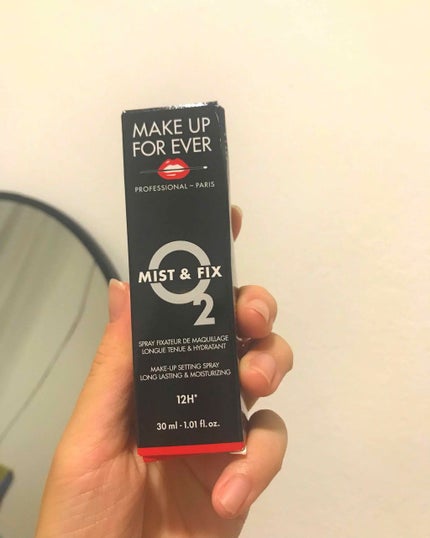 MAKE UP
FOR EVER
PROFESSIONAL – PARIS
O2
MIST & FIX
SPRAY FIXATEUR DE MAQUILLAGE
LONGUE TENUE & HYDRATANT
MAKE-UP SETTING SPRAY
LONG LASTING & MOISTURIZING
12H*
30 ml - 1.01 fl.oz.